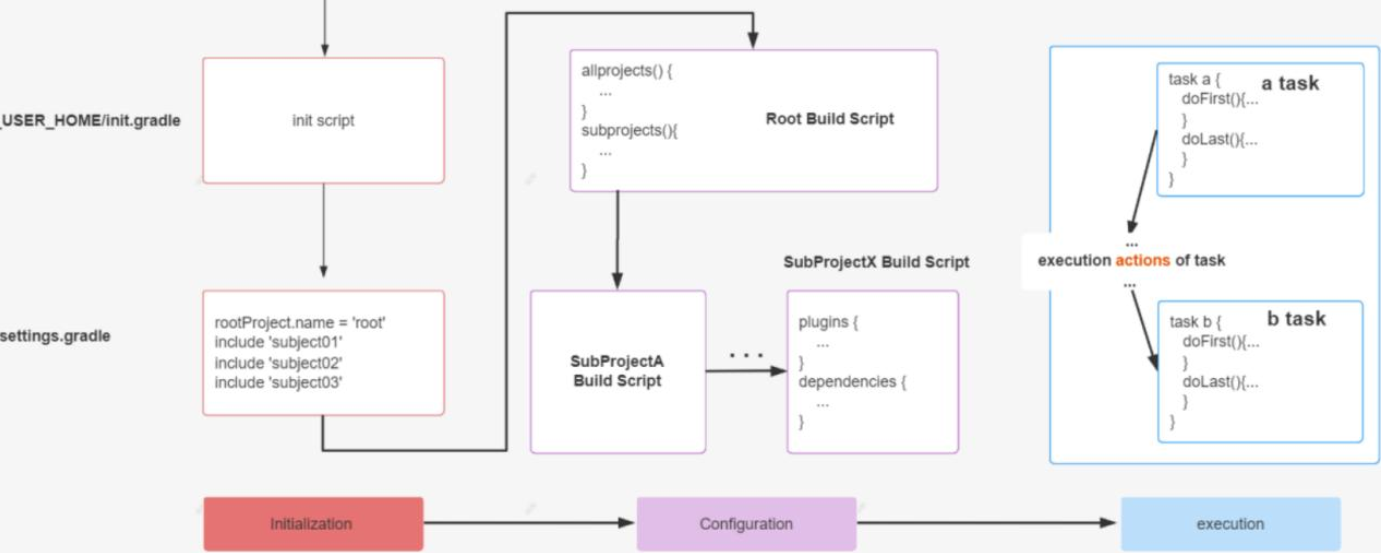 _USER_HOME/init.gradle
init script
settings.gradle
rootProject.name = 'root'
include 'subject01'
include 'subject02'
include 'subject03'
allprojects() {
...
}
subprojects(){
...
}
Root Build Script
SubProjectA
Build Script
...
SubProjectX Build Script
plugins {
...
}
dependencies {
...
}
task a {
a task
doFirst(){...
}
doLast(){...
}
}
...
execution actions of task
...
task b {
b task
doFirst(){...
}
doLast(){...
}
}
Initialization
Configuration
execution